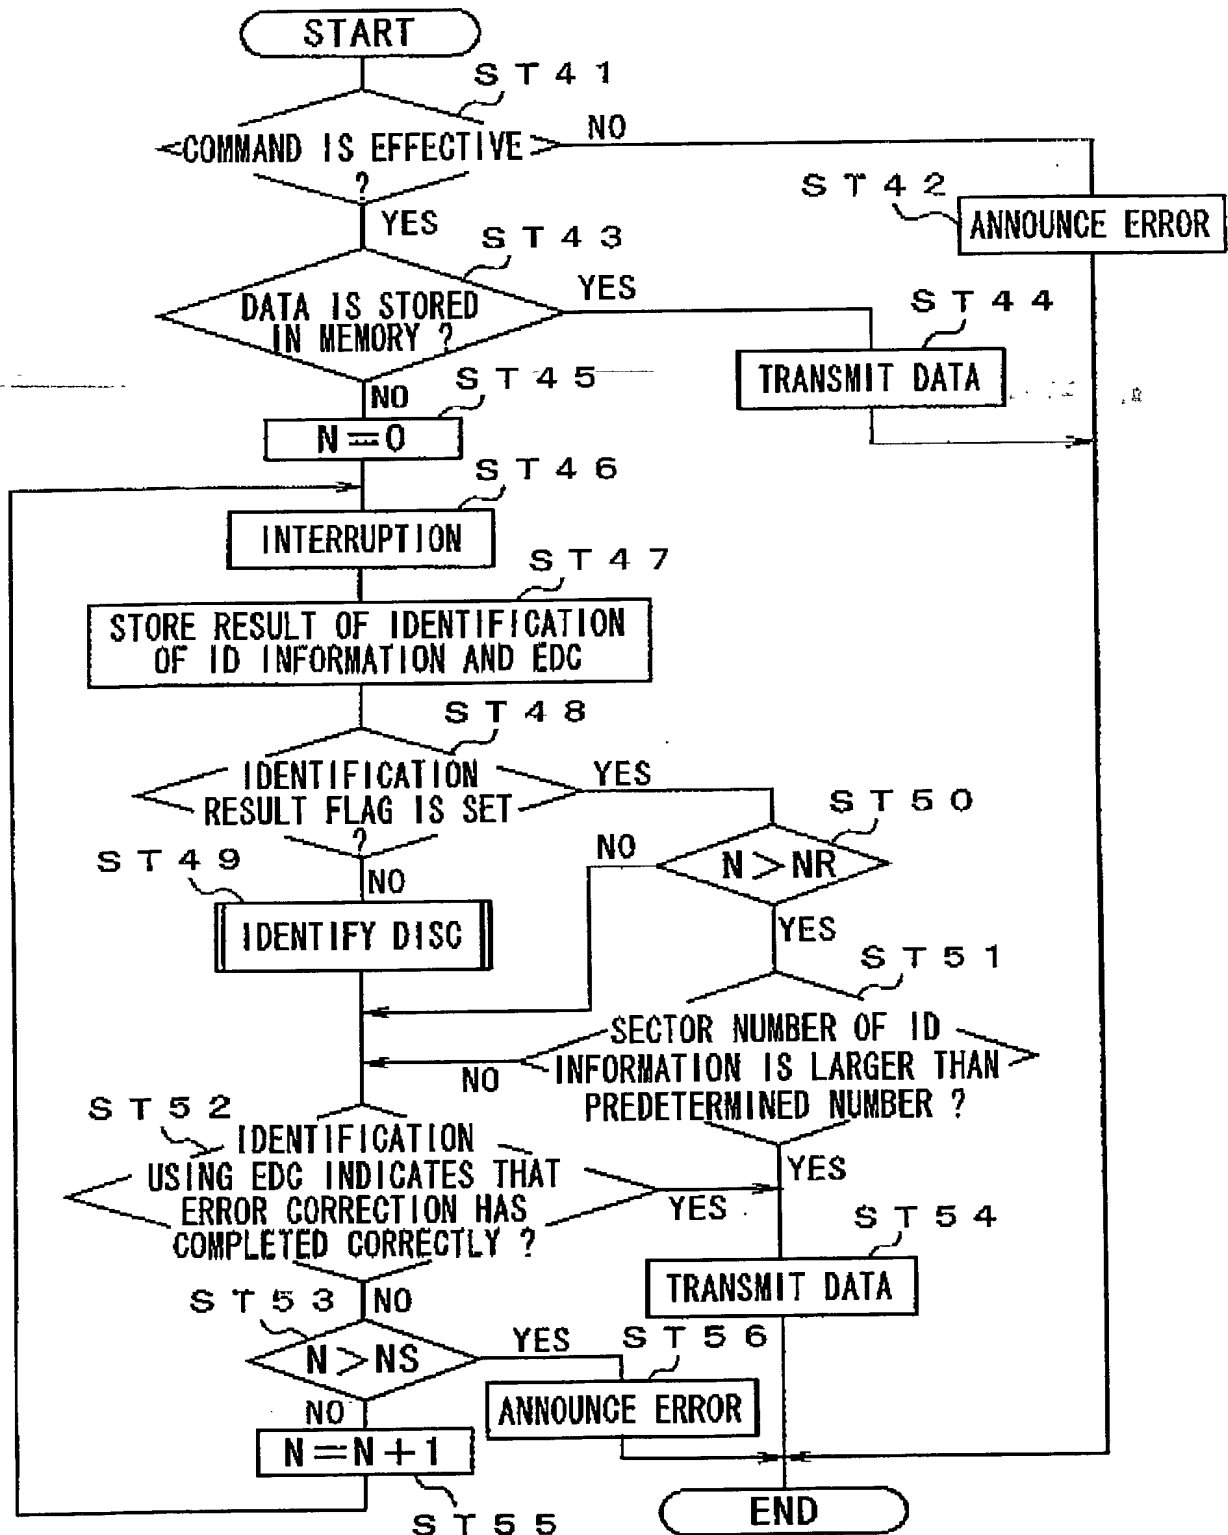 START
ST41
COMMAND IS EFFECTIVE
?
NO
YES
ST42
ANNOUNCE ERROR
ST43
DATA IS STORED
IN MEMORY ?
YES
ST44
TRANSMIT DATA
NO
ST45
N=0
ST46
INTERRUPTION
ST47
STORE RESULT OF IDENTIFICATION
OF ID INFORMATION AND EDC
ST48
IDENTIFICATION
RESULT FLAG IS SET
?
YES
NO
ST49
IDENTIFY DISC
ST50
N>NR
NO
YES
ST51
SECTOR NUMBER OF ID
INFORMATION IS LARGER THAN
PREDETERMINED NUMBER ?
NO
YES
ST52
IDENTIFICATION
USING EDC INDICATES THAT
ERROR CORRECTION HAS
COMPLETED CORRECTLY ?
YES
NO
ST54
TRANSMIT DATA
ST53
N>NS
YES
NO
ST56
ANNOUNCE ERROR
N=N+1
ST55
END